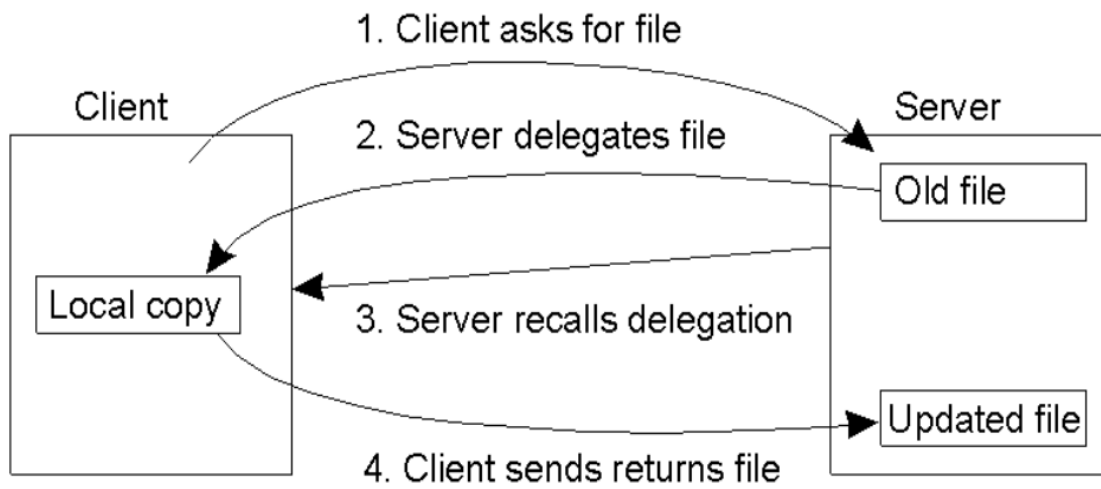 1. Client asks for file
Client
Server
2. Server delegates file
Old file
Local copy
3. Server recalls delegation
Updated file
4. Client sends returns file